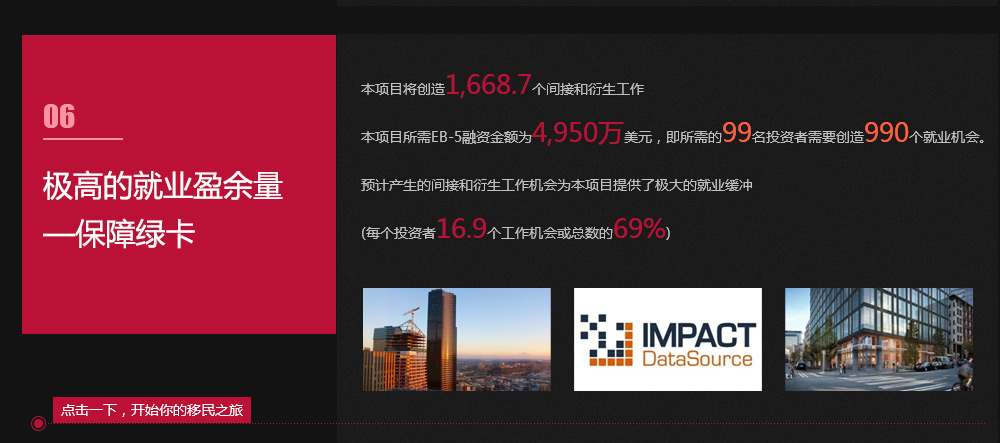 06
极高的就业盈余量
—保障绿卡
本项目将创造1,668.7个间接和衍生工作
本项目所需EB-5融资金额为4,950万美元，即所需的99名投资者需要创造990个就业机会。
预计产生的间接和衍生工作机会为本项目提供了极大的就业缓冲
(每个投资者16.9个工作机会或总数的69%)
IMPACT
DataSource
点击一下，开始你的移民之旅